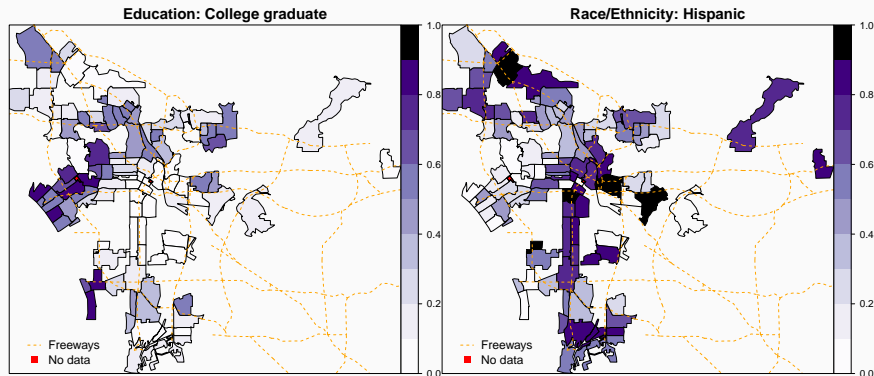 Education: College graduate
1.0
0.8
0.6
0.4
0.2
0.0
Freeways
No data
Race/Ethnicity: Hispanic
1.0
0.8
0.6
0.4
0.2
0.0
Freeways
No data